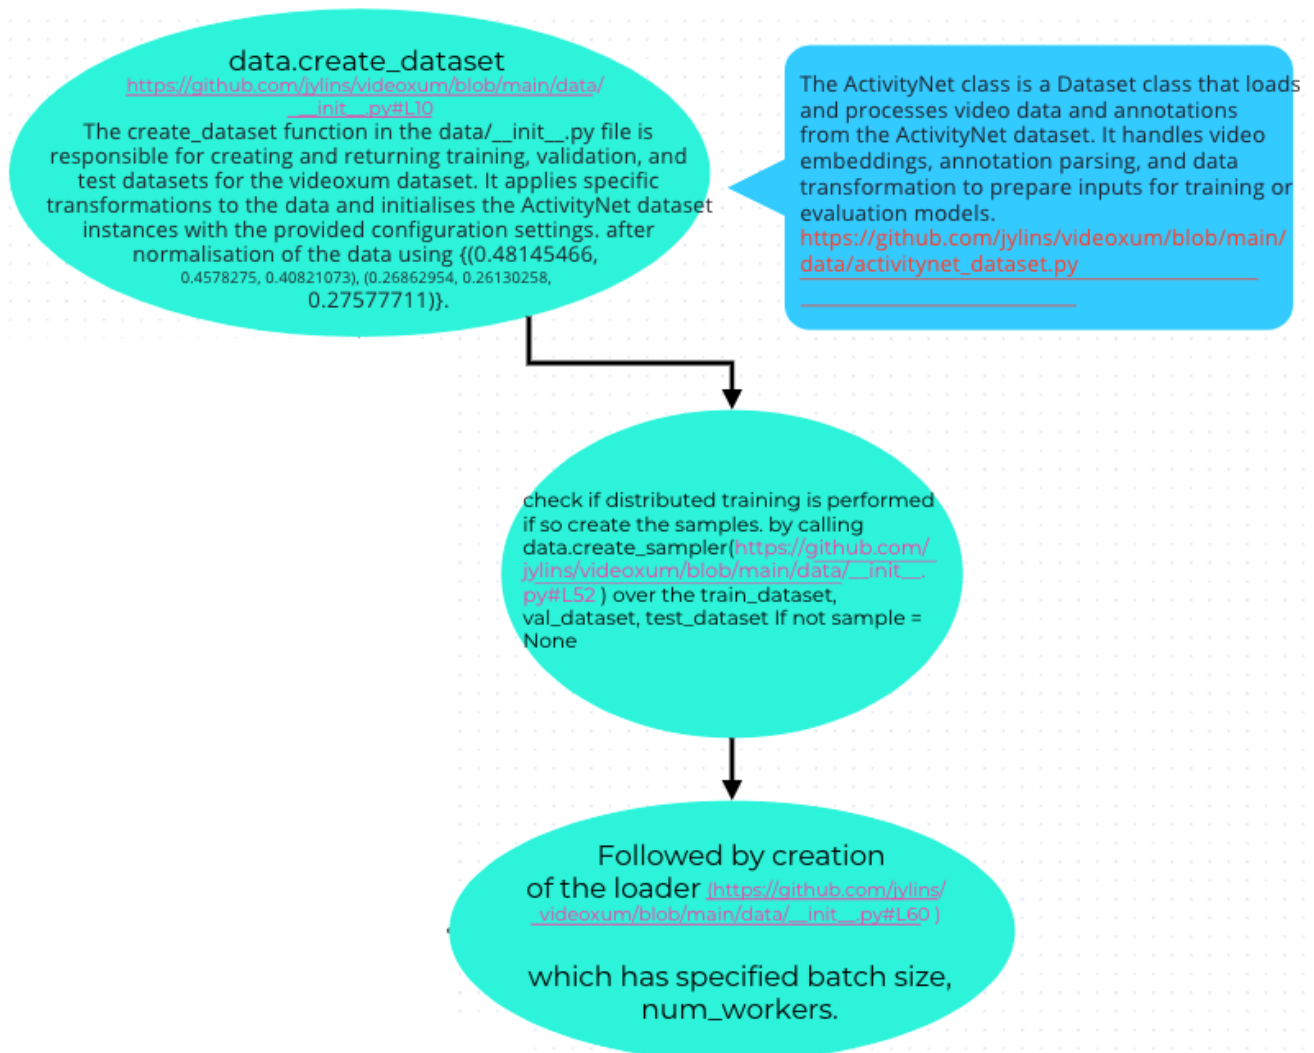 data.create_dataset
https://github.com/jylins/videoxum/blob/main/data/
__init__.py#L10
The create_dataset function in the data/__init__.py file is
responsible for creating and returning training, validation, and
test datasets for the videoxum dataset. It applies specific
transformations to the data and initialises the ActivityNet dataset
instances with the provided configuration settings. after
normalisation of the data using {(0.48145466,
0.4578275, 0.40821073), (0.26862954, 0.26130258,
0.27577711)}.
The ActivityNet class is a Dataset class that loads
and processes video data and annotations
from the ActivityNet dataset. It handles video
embeddings, annotation parsing, and data
transformation to prepare inputs for training or
evaluation models.
https://github.com/jylins/videoxum/blob/main/
data/activitynet_dataset.py
check if distributed training is performed
if so create the samples. by calling
data.create_sampler(https://github.com/
jylins/videoxum/blob/main/data/__init__.
py#L52 ) over the train_dataset,
val_dataset, test_dataset If not sample =
None
Followed by creation
of the loader (https://github.com/jylins/
videoxum/blob/main/data/__init__.py#L60 )
which has specified batch size,
num_workers.